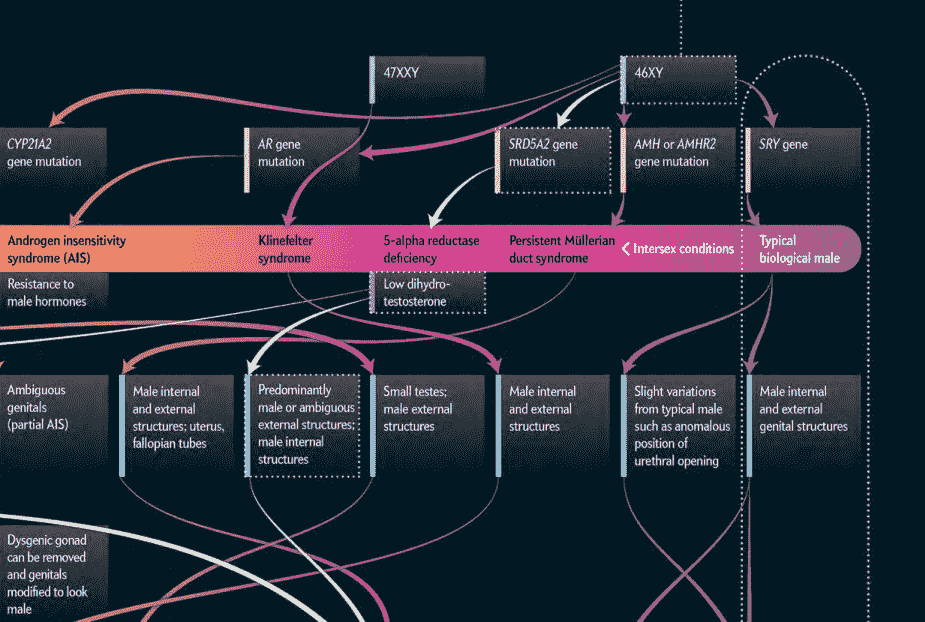 47XXY
46XY
CYP21A2
gene mutation
AR gene
mutation
SRD5A2 gene
mutation
AMH or AMHR2
gene mutation
SRY gene
Androgen insensitivity
syndrome (AIS)
Klinefelter
syndrome
5-alpha reductase
deficiency
Persistent Müllerian
duct syndrome
Intersex conditions
Typical
biological male
Resistance to
male hormones
Low dihydro-
testosterone
Ambiguous
genitals
(partial AIS)
Male internal
and external
structures; uterus,
fallopian tubes
Predominantly
male or ambiguous
external structures;
male internal
structures
Small testes;
male external
structures
Male internal
and external
structures
Slight variations
from typical male
such as anomalous
position of
urethral opening
Male internal
and external
genital structures
Dysgenic gonad
can be removed
and genitals
modified to look
male